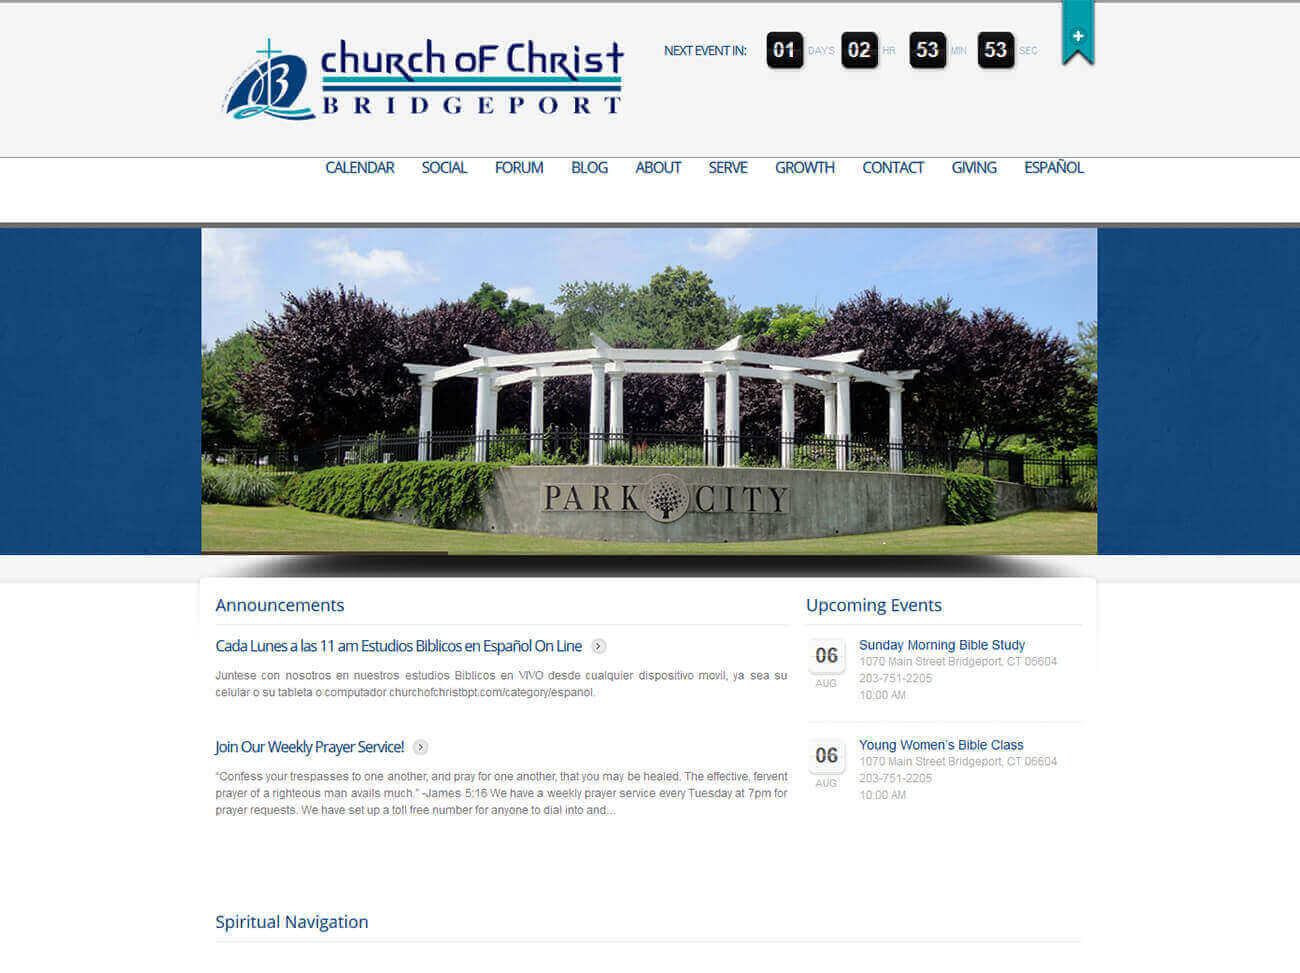 church of Christ
BRIDGEPORT
NEXT EVENT IN: 01 DAYS 02 HR 53 MIN 53 SEC
CALENDAR SOCIAL FORUM BLOG ABOUT SERVE GROWTH CONTACT GIVING ESPAÑOL
PARK CITY
Announcements
Cada Lunes a las 11 am Estudios Biblicos en Español On Line
Juntese con nosotros en nuestros estudios Biblicos en VIVO desde cualquier dispositivo movil, ya sea su
celular o su tableta o computador churchofchristbpt.com/category/espanol.
Join Our Weekly Prayer Service!
“Confess your trespasses to one another, and pray for one another, that you may be healed. The effective, fervent
prayer of a righteous man avails much.” -James 5:16 We have a weekly prayer service every Tuesday at 7pm for
prayer requests. We have set up a toll free number for anyone to dial into and...
Upcoming Events
06
AUG
Sunday Morning Bible Study
1070 Main Street Bridgeport, CT 06604
203-751-2205
10:00 AM
06
AUG
Young Women's Bible Class
1070 Main Street Bridgeport, CT 06604
203-751-2205
10:00 AM
Spiritual Navigation